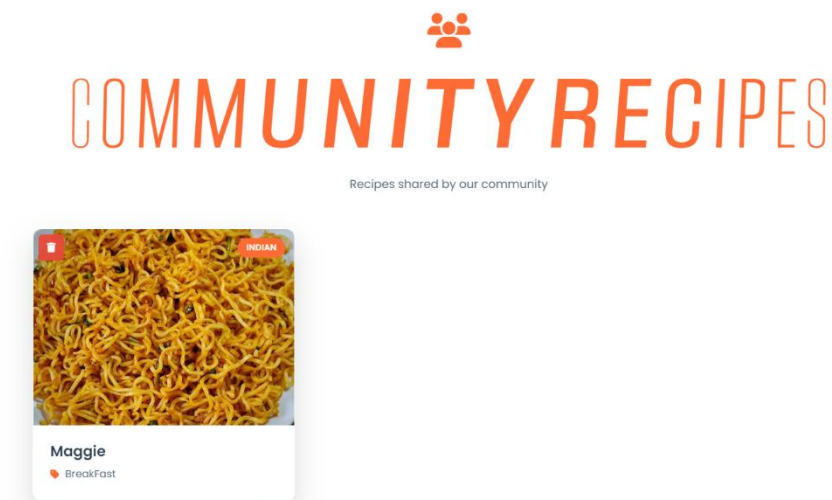 COMMUNITY RECIPES
Recipes shared by our community
INDIAN
Maggie
BreakFast